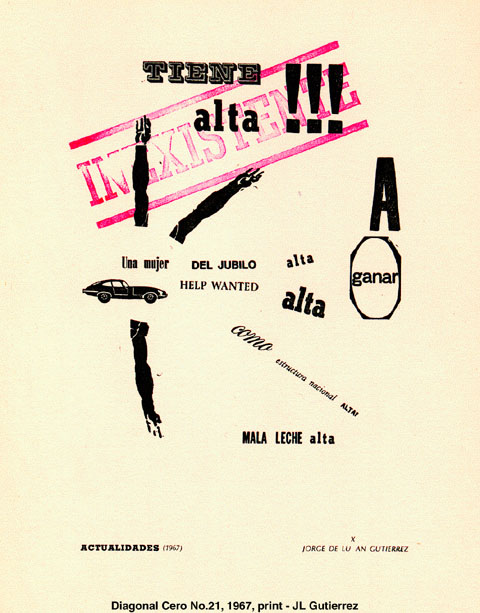 TIENE
alta !!!
INEXISTENTE
A
Una mujer DEL JUBILO alta
ganar
HELP WANTED alta
como
estructura nacional ALTA!
MALA LECHE alta
X
ACTUALIDADES (1967) JORGE DE LU AN GUTIERREZ
Diagonal Cero No.21, 1967, print - JL Gutierrez